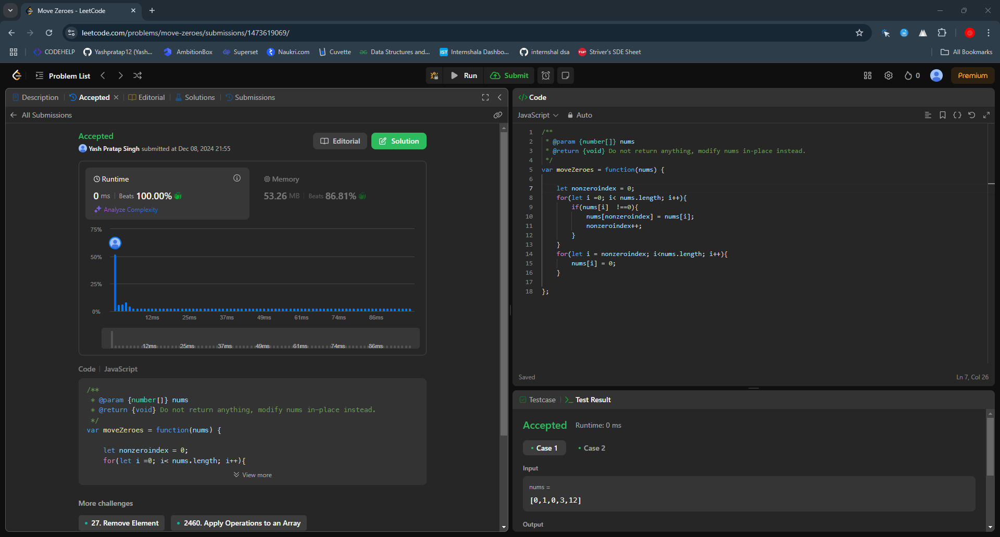 Move Zeroes - LeetCode
leetcode.com/problems/move-zeroes/submissions/1473619069/
CODEHELP
Yashpratap12 (Yash...
AmbitionBox
Superset
Naukri.com
Cuvette
Data Structures and...
IST Internshala Dashbo...
internshal dsa
TUF Striver's SDE Sheet
All Bookmarks
Problem List
Run
Submit
0
Premium
Description
Accepted
Editorial
Solutions
Submissions
All Submissions
Accepted
Yash Pratap Singh submitted at Dec 08, 2024 21:55
Editorial
Solution
Runtime
0 ms | Beats 100.00%
Analyze Complexity
Memory
53.26 MB | Beats 86.81%
75%
50%
25%
0%
12ms 25ms 37ms 49ms 61ms 74ms 86ms
12ms 25ms 37ms 49ms 61ms 74ms 86ms
Code | JavaScript
/**
 * @param {number[]} nums
 * @return {void} Do not return anything, modify nums in-place instead.
 */
var moveZeroes = function(nums) {
    let nonzeroindex = 0;
    for(let i =0; i< nums.length; i++){
View more
More challenges
27. Remove Element
2460. Apply Operations to an Array
</> Code
JavaScript
Auto
1 /**
2  * @param {number[]} nums
3  * @return {void} Do not return anything, modify nums in-place instead.
4  */
5 var moveZeroes = function(nums) {
6
7     let nonzeroindex = 0;
8     for(let i =0; i< nums.length; i++){
9         if(nums[i]  !==0){
10             nums[nonzeroindex] = nums[i];
11             nonzeroindex++;
12         }
13     }
14     for(let i = nonzeroindex; i<nums.length; i++){
15         nums[i] = 0;
16     }
17
18 };
Saved
Ln 7, Col 26
Testcase
Test Result
Accepted
Runtime: 0 ms
Case 1
Case 2
Input
nums =
[0,1,0,3,12]
Output